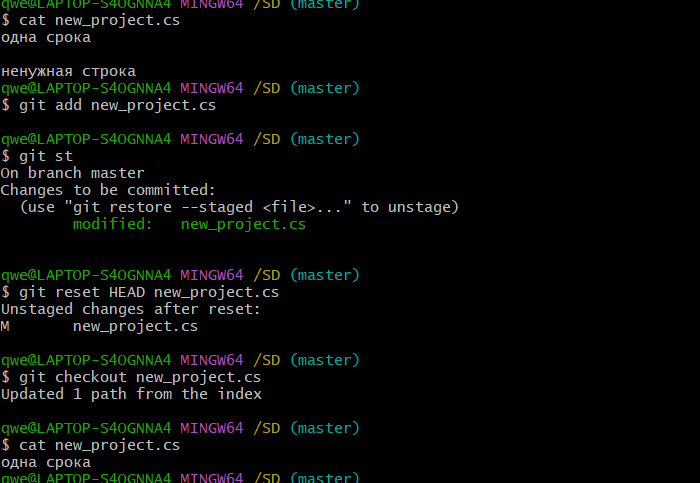 qwe@LAPTOP-S4OGNNA4 MINGW64 /SD (master)
$ cat new_project.cs
одна срока

ненужная строка
qwe@LAPTOP-S4OGNNA4 MINGW64 /SD (master)
$ git add new_project.cs

qwe@LAPTOP-S4OGNNA4 MINGW64 /SD (master)
$ git st
On branch master
Changes to be committed:
  (use "git restore --staged <file>..." to unstage)
        modified:   new_project.cs


qwe@LAPTOP-S4OGNNA4 MINGW64 /SD (master)
$ git reset HEAD new_project.cs
Unstaged changes after reset:
M       new_project.cs

qwe@LAPTOP-S4OGNNA4 MINGW64 /SD (master)
$ git checkout new_project.cs
Updated 1 path from the index

qwe@LAPTOP-S4OGNNA4 MINGW64 /SD (master)
$ cat new_project.cs
одна срока
qwe@LAPTOP-S4OGNNA4 MINGW64 /SD (master)